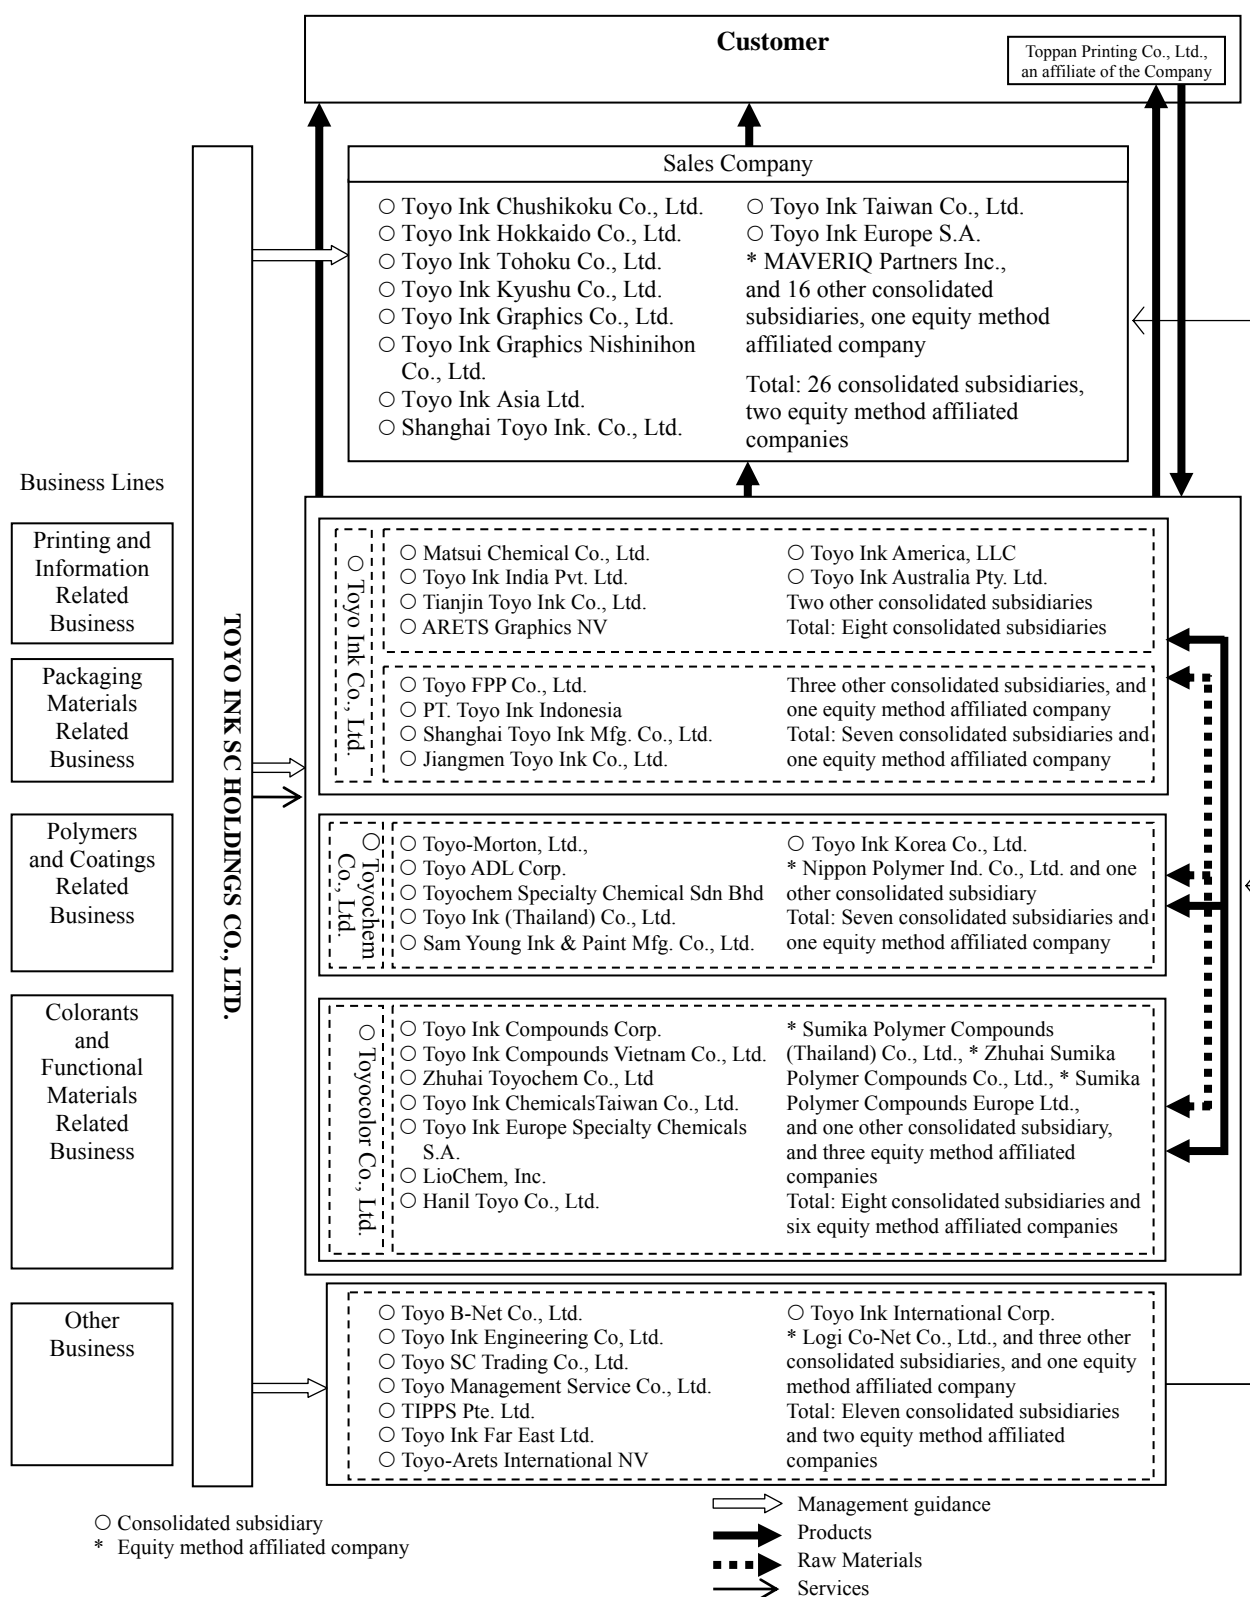 Customer
Toppan Printing Co., Ltd.,
an affiliate of the Company
Sales Company
○ Toyo Ink Chushikoku Co., Ltd.
○ Toyo Ink Hokkaido Co., Ltd.
○ Toyo Ink Tohoku Co., Ltd.
○ Toyo Ink Kyushu Co., Ltd.
○ Toyo Ink Graphics Co., Ltd.
○ Toyo Ink Graphics Nishinihon
Co., Ltd.
○ Toyo Ink Asia Ltd.
○ Shanghai Toyo Ink. Co., Ltd.
○ Toyo Ink Taiwan Co., Ltd.
○ Toyo Ink Europe S.A.
* MAVERIQ Partners Inc.,
and 16 other consolidated
subsidiaries, one equity method
affiliated company
Total: 26 consolidated subsidiaries,
two equity method affiliated
companies
Business Lines
TOYO INK SC HOLDINGS CO., LTD.
Printing and
Information
Related
Business
○ Toyo Ink Co., Ltd.
○ Matsui Chemical Co., Ltd.
○ Toyo Ink India Pvt. Ltd.
○ Tianjin Toyo Ink Co., Ltd.
○ ARETS Graphics NV
○ Toyo Ink America, LLC
○ Toyo Ink Australia Pty. Ltd.
Two other consolidated subsidiaries
Total: Eight consolidated subsidiaries
Packaging
Materials
Related
Business
○ Toyo FPP Co., Ltd.
○ PT. Toyo Ink Indonesia
○ Shanghai Toyo Ink Mfg. Co., Ltd.
○ Jiangmen Toyo Ink Co., Ltd.
Three other consolidated subsidiaries, and
one equity method affiliated company
Total: Seven consolidated subsidiaries and
one equity method affiliated company
Polymers
and Coatings
Related
Business
○ Toyochem
Co., Ltd.
○ Toyo-Morton, Ltd.,
○ Toyo ADL Corp.
○ Toyochem Specialty Chemical Sdn Bhd
○ Toyo Ink (Thailand) Co., Ltd.
○ Sam Young Ink & Paint Mfg. Co., Ltd.
○ Toyo Ink Korea Co., Ltd.
* Nippon Polymer Ind. Co., Ltd. and one
other consolidated subsidiary
Total: Seven consolidated subsidiaries and
one equity method affiliated company
Colorants
and
Functional
Materials
Related
Business
○ Toyocolor Co., Ltd.
○ Toyo Ink Compounds Corp.
○ Toyo Ink Compounds Vietnam Co., Ltd.
○ Zhuhai Toyochem Co., Ltd
○ Toyo Ink ChemicalsTaiwan Co., Ltd.
○ Toyo Ink Europe Specialty Chemicals
S.A.
○ LioChem, Inc.
○ Hanil Toyo Co., Ltd.
* Sumika Polymer Compounds
(Thailand) Co., Ltd., * Zhuhai Sumika
Polymer Compounds Co., Ltd., * Sumika
Polymer Compounds Europe Ltd.,
and one other consolidated subsidiary,
and three equity method affiliated
companies
Total: Eight consolidated subsidiaries and
six equity method affiliated companies
Other
Business
○ Toyo B-Net Co., Ltd.
○ Toyo Ink Engineering Co, Ltd.
○ Toyo SC Trading Co., Ltd.
○ Toyo Management Service Co., Ltd.
○ TIPPS Pte. Ltd.
○ Toyo Ink Far East Ltd.
○ Toyo-Arets International NV
○ Toyo Ink International Corp.
* Logi Co-Net Co., Ltd., and three other
consolidated subsidiaries, and one equity
method affiliated company
Total: Eleven consolidated subsidiaries
and two equity method affiliated
companies
○ Consolidated subsidiary
* Equity method affiliated company
Management guidance
Products
Raw Materials
Services